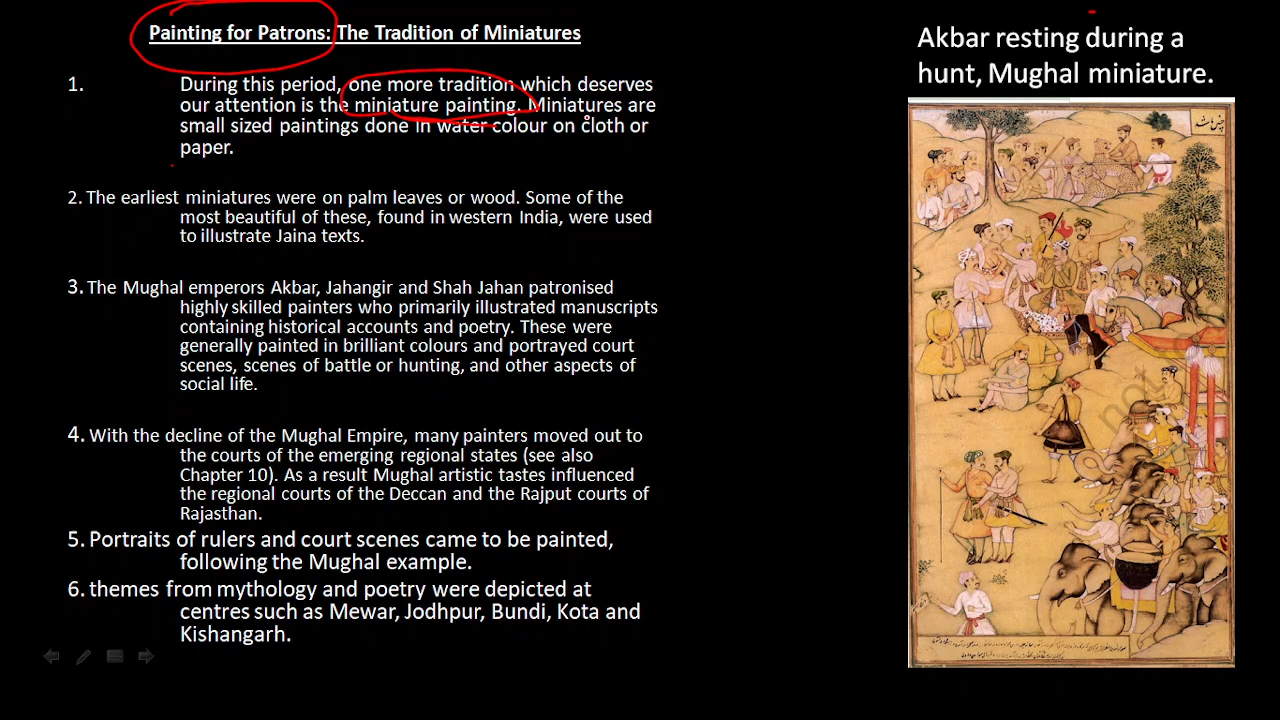 Painting for Patrons: The Tradition of Miniatures
1. During this period, one more tradition which deserves
our attention is the miniature painting. Miniatures are
small sized paintings done in water colour on cloth or
paper.
2. The earliest miniatures were on palm leaves or wood. Some of the
most beautiful of these, found in western India, were used
to illustrate Jaina texts.
3. The Mughal emperors Akbar, Jahangir and Shah Jahan patronised
highly skilled painters who primarily illustrated manuscripts
containing historical accounts and poetry. These were
generally painted in brilliant colours and portrayed court
scenes, scenes of battle or hunting, and other aspects of
social life.
4. With the decline of the Mughal Empire, many painters moved out to
the courts of the emerging regional states (see also
Chapter 10). As a result Mughal artistic tastes influenced
the regional courts of the Deccan and the Rajput courts of
Rajasthan.
5. Portraits of rulers and court scenes came to be painted,
following the Mughal example.
6. themes from mythology and poetry were depicted at
centres such as Mewar, Jodhpur, Bundi, Kota and
Kishangarh.
Akbar resting during a
hunt, Mughal miniature.
not